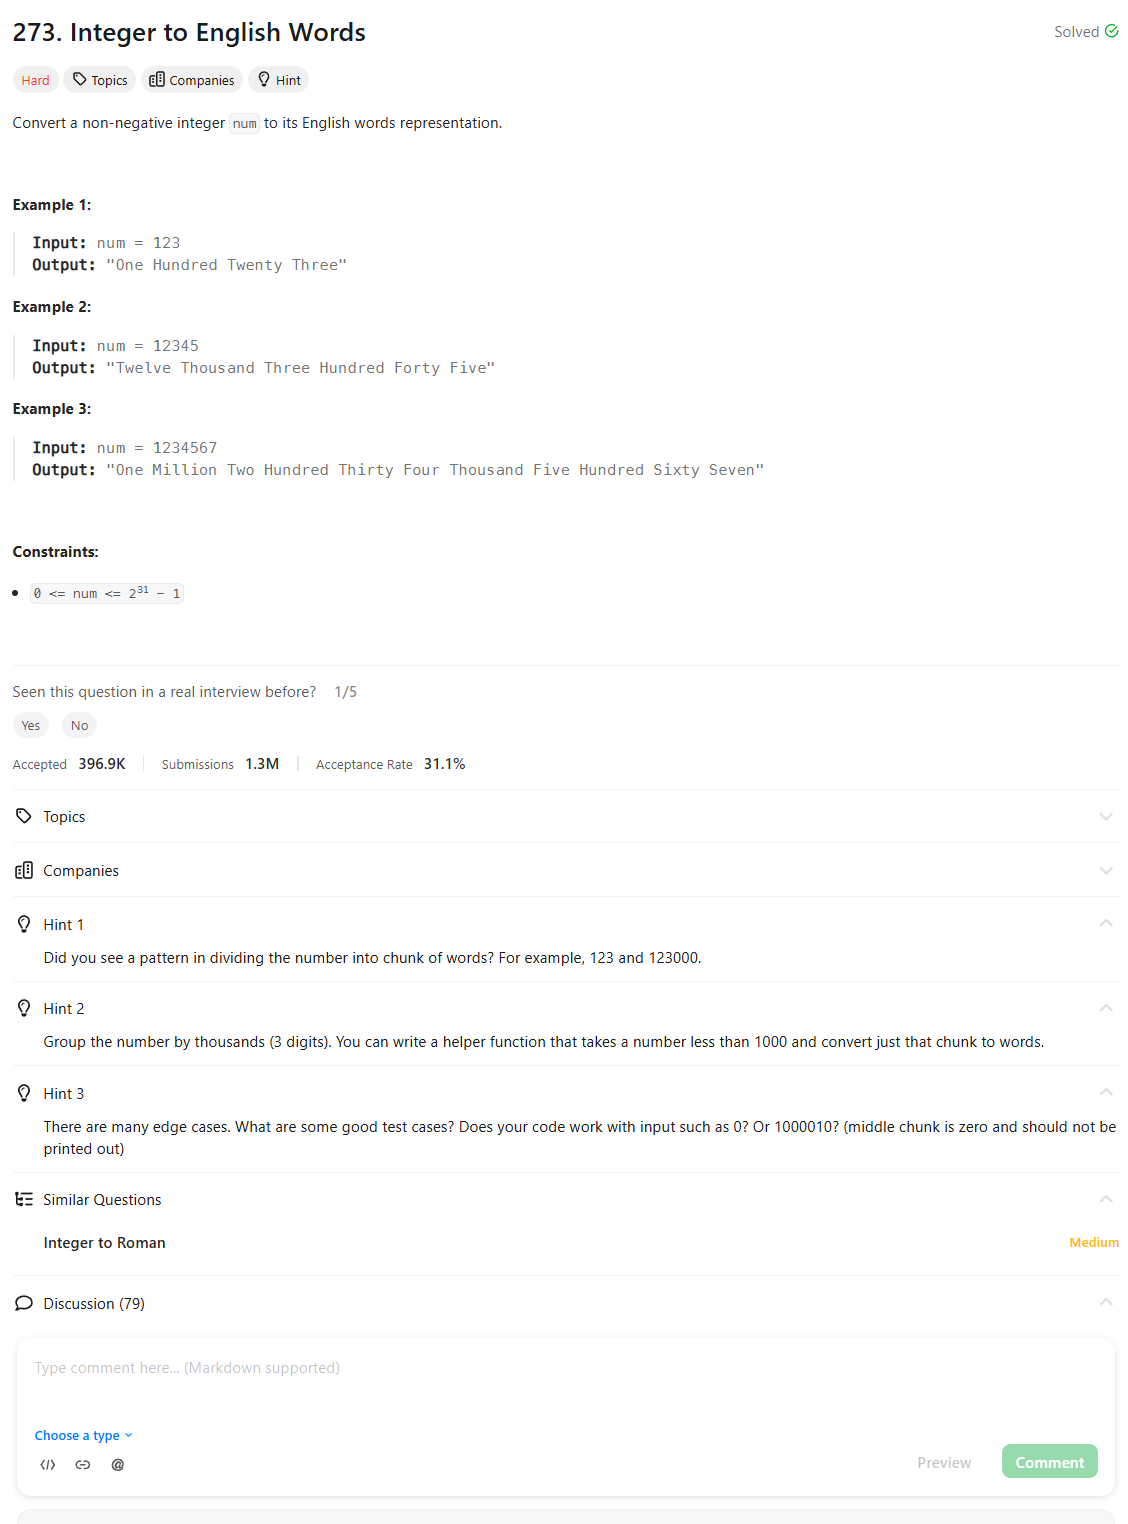 273. Integer to English Words
Solved
Hard Topics Companies Hint
Convert a non-negative integer num to its English words representation.
Example 1:
Input: num = 123
Output: "One Hundred Twenty Three"
Example 2:
Input: num = 12345
Output: "Twelve Thousand Three Hundred Forty Five"
Example 3:
Input: num = 1234567
Output: "One Million Two Hundred Thirty Four Thousand Five Hundred Sixty Seven"
Constraints:
• 0 <= num <= 2³¹ - 1
Seen this question in a real interview before? 1/5
Yes No
Accepted 396.9K Submissions 1.3M Acceptance Rate 31.1%
Topics
Companies
Hint 1
Did you see a pattern in dividing the number into chunk of words? For example, 123 and 123000.
Hint 2
Group the number by thousands (3 digits). You can write a helper function that takes a number less than 1000 and convert just that chunk to words.
Hint 3
There are many edge cases. What are some good test cases? Does your code work with input such as 0? Or 1000010? (middle chunk is zero and should not be
printed out)
Similar Questions
Integer to Roman Medium
Discussion (79)
Type comment here... (Markdown supported)
Choose a type
</> @ Preview Comment